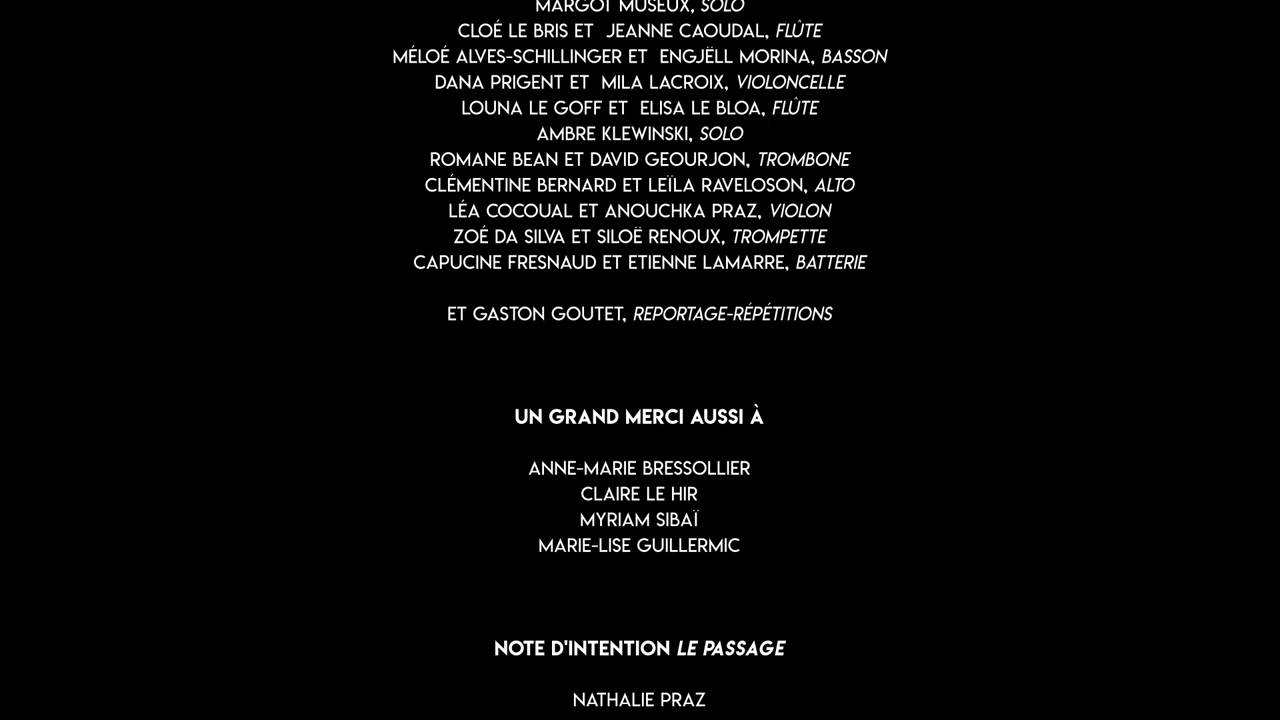 MARGOT MUSEUX, SOLO
CLOÉ LE BRIS ET  JEANNE CAOUDAL, FLÛTE
MÉLOÉ ALVES-SCHILLINGER ET  ENGJËLL MORINA, BASSON
DANA PRIGENT ET  MILA LACROIX, VIOLONCELLE
LOUNA LE GOFF ET  ELISA LE BLOA, FLÛTE
AMBRE KLEWINSKI, SOLO
ROMANE BEAN ET DAVID GEOURJON, TROMBONE
CLÉMENTINE BERNARD ET LEÏLA RAVELOSON, ALTO
LÉA COCOUAL ET ANOUCHKA PRAZ, VIOLON
ZOÉ DA SILVA ET SILOË RENOUX, TROMPETTE
CAPUCINE FRESNAUD ET ETIENNE LAMARRE, BATTERIE
ET GASTON GOUTET, REPORTAGE-RÉPÉTITIONS
UN GRAND MERCI AUSSI À
ANNE-MARIE BRESSOLLIER
CLAIRE LE HIR
MYRIAM SIBAÏ
MARIE-LISE GUILLERMIC
NOTE D'INTENTION LE PASSAGE
NATHALIE PRAZ